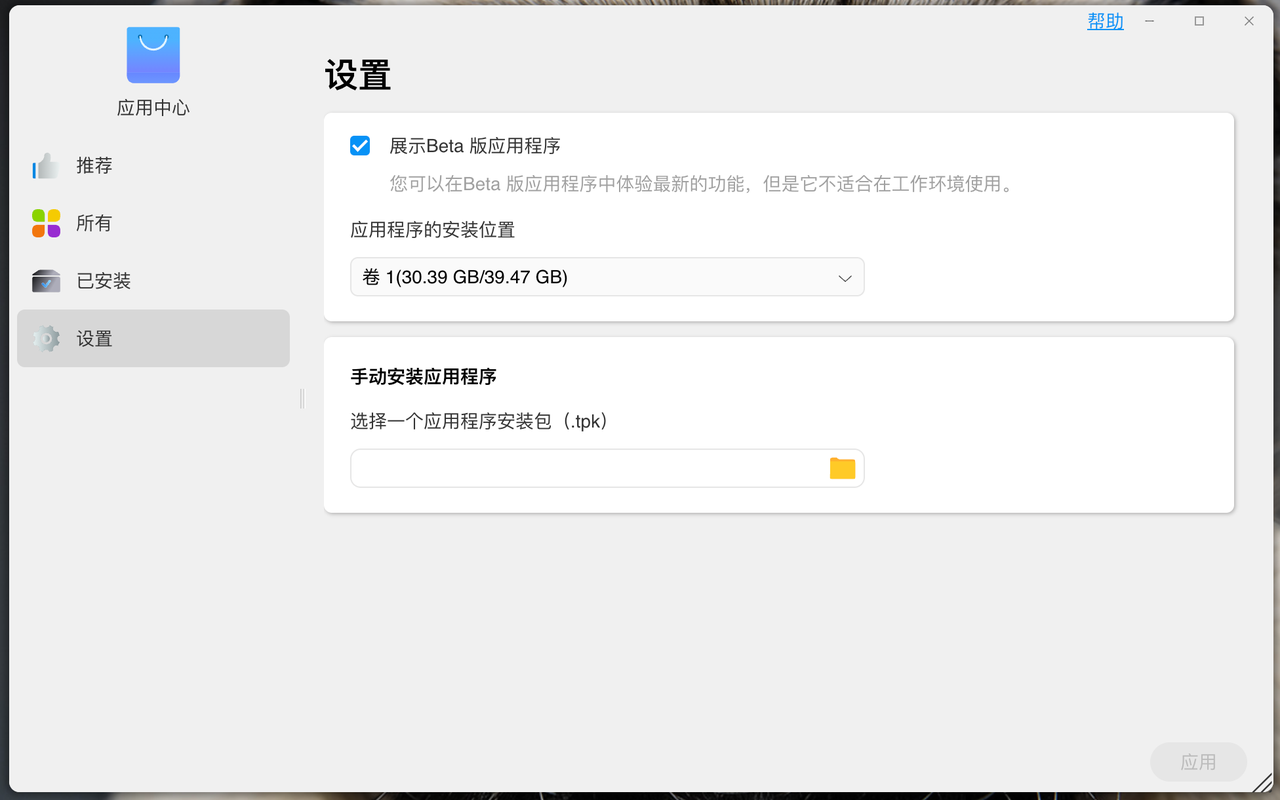 帮助
应用中心
推荐
所有
已安装
设置
设置
展示Beta 版应用程序
您可以在Beta 版应用程序中体验最新的功能，但是它不适合在工作环境使用。
应用程序的安装位置
卷 1(30.39 GB/39.47 GB)
手动安装应用程序
选择一个应用程序安装包（.tpk）
应用